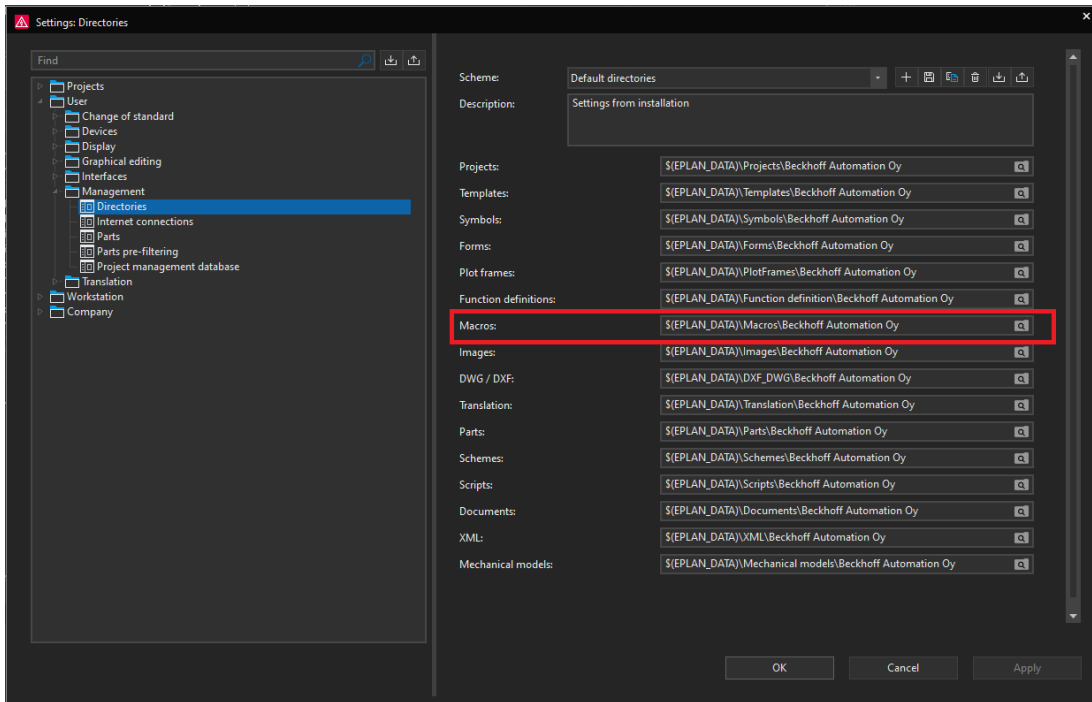 Settings: Directories
Find
Projects
User
Change of standard
Devices
Display
Graphical editing
Interfaces
Management
Directories
Internet connections
Parts
Parts pre-filtering
Project management database
Translation
Workstation
Company
Scheme: Default directories
Description: Settings from installation
Projects: $(EPLAN_DATA)\Projects\Beckhoff Automation Oy
Templates: $(EPLAN_DATA)\Templates\Beckhoff Automation Oy
Symbols: $(EPLAN_DATA)\Symbols\Beckhoff Automation Oy
Forms: $(EPLAN_DATA)\Forms\Beckhoff Automation Oy
Plot frames: $(EPLAN_DATA)\PlotFrames\Beckhoff Automation Oy
Function definitions: $(EPLAN_DATA)\Function definition\Beckhoff Automation Oy
Macros: $(EPLAN_DATA)\Macros\Beckhoff Automation Oy
Images: $(EPLAN_DATA)\Images\Beckhoff Automation Oy
DWG / DXF: $(EPLAN_DATA)\DXF_DWG\Beckhoff Automation Oy
Translation: $(EPLAN_DATA)\Translation\Beckhoff Automation Oy
Parts: $(EPLAN_DATA)\Parts\Beckhoff Automation Oy
Schemes: $(EPLAN_DATA)\Schemes\Beckhoff Automation Oy
Scripts: $(EPLAN_DATA)\Scripts\Beckhoff Automation Oy
Documents: $(EPLAN_DATA)\Documents\Beckhoff Automation Oy
XML: $(EPLAN_DATA)\XML\Beckhoff Automation Oy
Mechanical models: $(EPLAN_DATA)\Mechanical models\Beckhoff Automation Oy
OK Cancel Apply